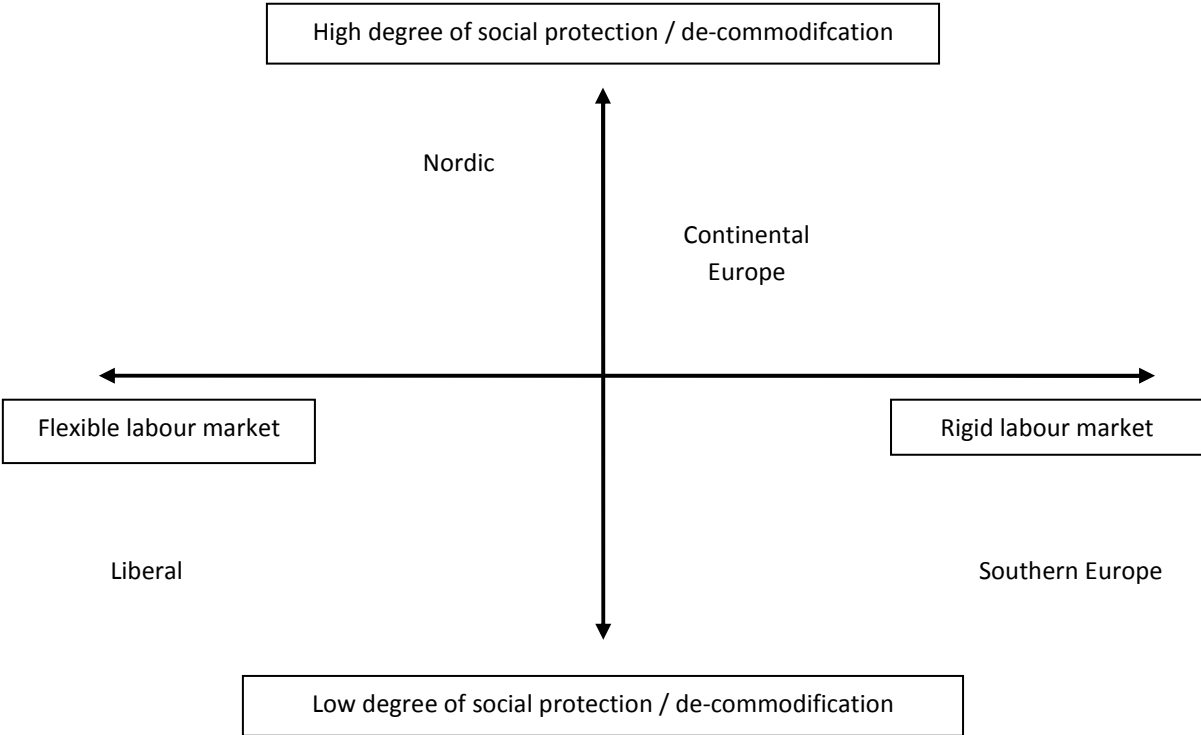 High degree of social protection / de-commodifcation
Nordic
Continental
Europe
Flexible labour market
Rigid labour market
Liberal
Southern Europe
Low degree of social protection / de-commodification